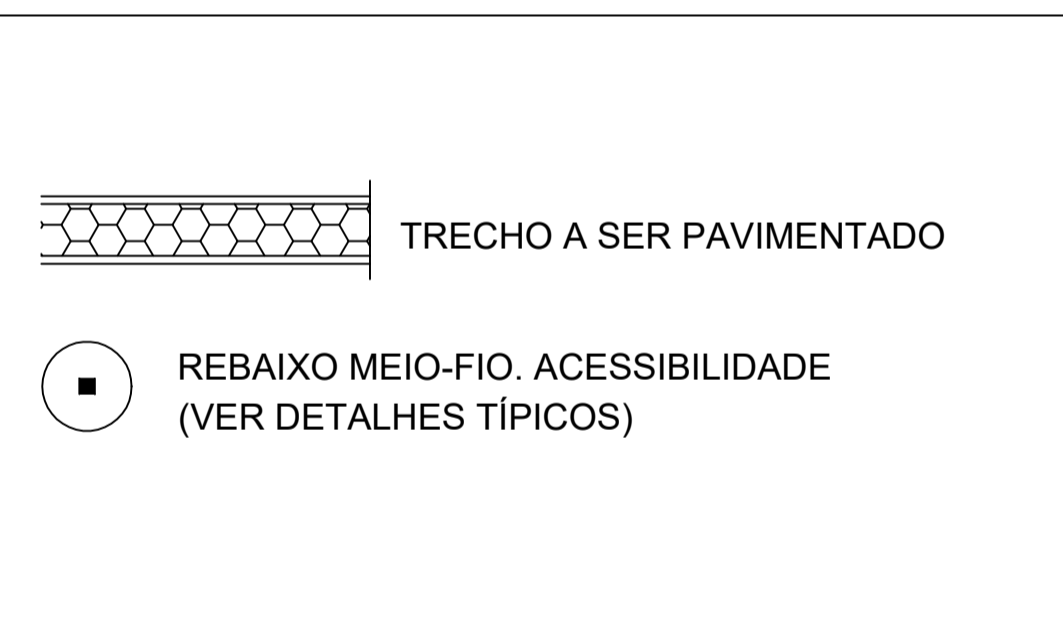 TRECHO A SER PAVIMENTADO
REBAIXO MEIO-FIO. ACESSIBILIDADE
(VER DETALHES TÍPICOS)